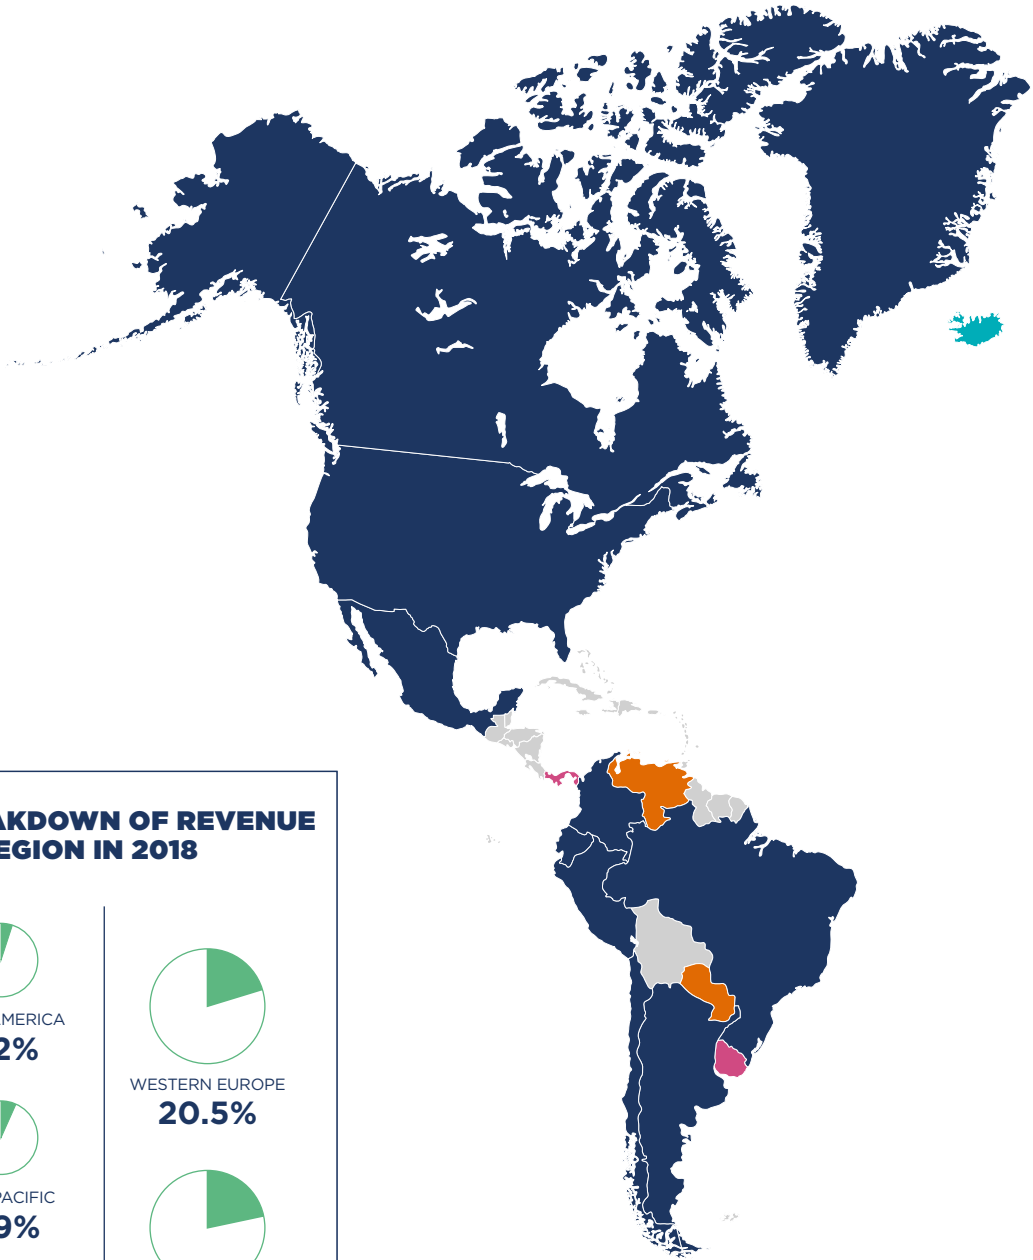 AKDOWN OF REVENUE
EGION IN 2018
MERICA
2%
PACIFIC
9%
WESTERN EUROPE
20.5%